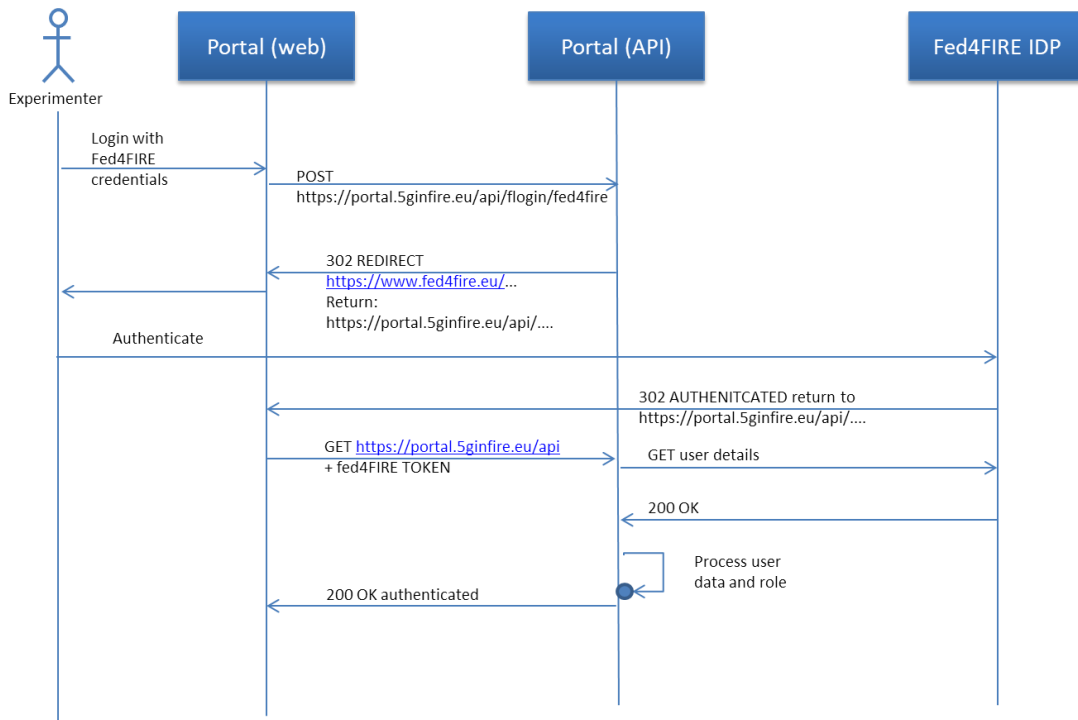 Portal (web)
Portal (API)
Fed4FIRE IDP
Experimenter
Login with
Fed4FIRE
credentials
POST
https://portal.5ginfire.eu/api/flogin/fed4fire
302 REDIRECT
https://www.fed4fire.eu/...
Return:
https://portal.5ginfire.eu/api/....
Authenticate
302 AUTHENITCATED return to
https://portal.5ginfire.eu/api/....
GET https://portal.5ginfire.eu/api
+ fed4FIRE TOKEN
GET user details
200 OK
Process user
data and role
200 OK authenticated